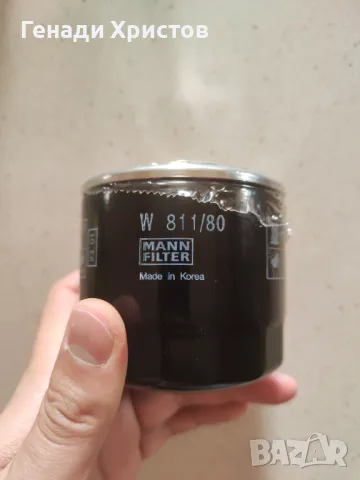 Генади Христов
W 811/80
MANN
FILTER
Made in Korea
BAZAR